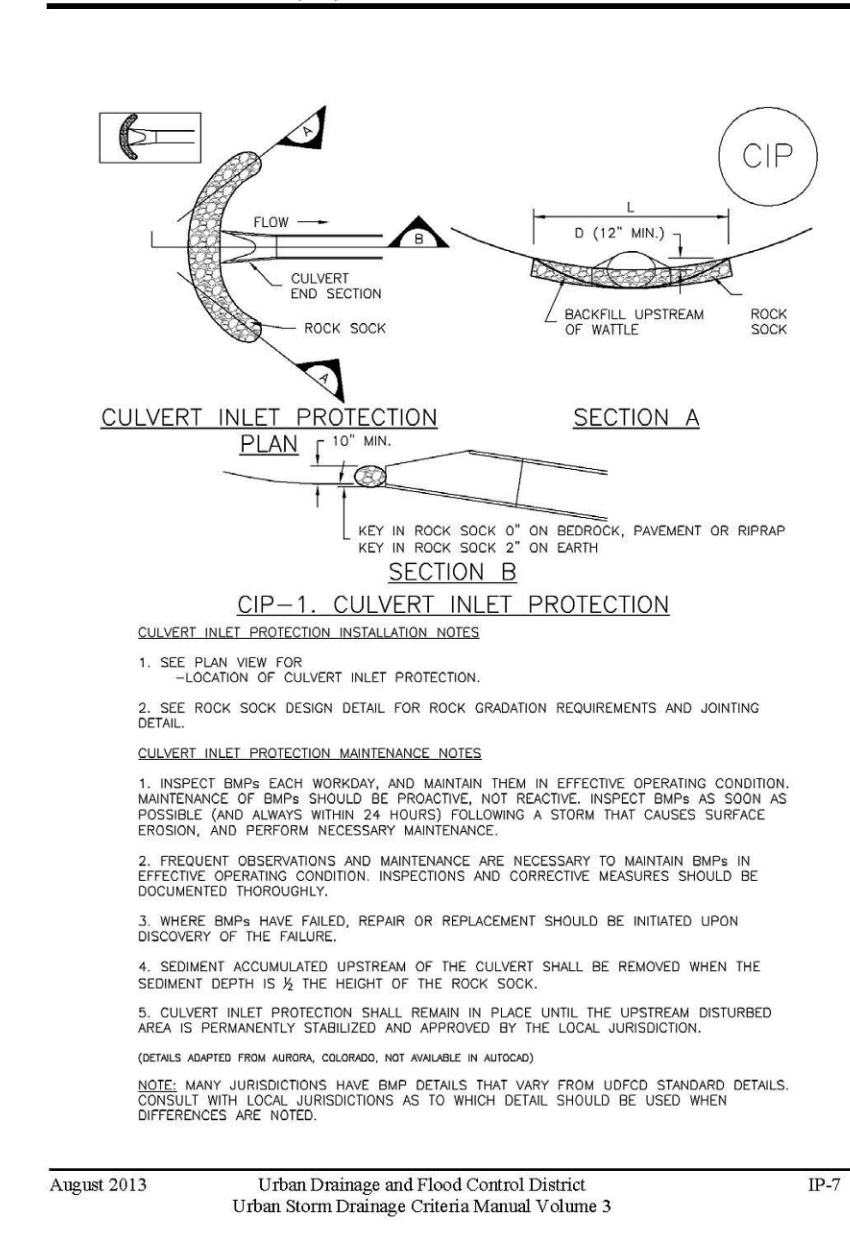 CIP
A
FLOW
B
CULVERT
END SECTION
ROCK SOCK
A
L
D (12" MIN.)
BACKFILL UPSTREAM
OF WATTLE
ROCK
SOCK
CULVERT INLET PROTECTION
PLAN
SECTION A
10" MIN.
KEY IN ROCK SOCK 0" ON BEDROCK, PAVEMENT OR RIPRAP
KEY IN ROCK SOCK 2" ON EARTH
SECTION B
CIP-1. CULVERT INLET PROTECTION
CULVERT INLET PROTECTION INSTALLATION NOTES
1. SEE PLAN VIEW FOR
-LOCATION OF CULVERT INLET PROTECTION.
2. SEE ROCK SOCK DESIGN DETAIL FOR ROCK GRADATION REQUIREMENTS AND JOINTING
DETAIL.
CULVERT INLET PROTECTION MAINTENANCE NOTES
1. INSPECT BMPs EACH WORKDAY, AND MAINTAIN THEM IN EFFECTIVE OPERATING CONDITION.
MAINTENANCE OF BMPs SHOULD BE PROACTIVE, NOT REACTIVE. INSPECT BMPs AS SOON AS
POSSIBLE (AND ALWAYS WITHIN 24 HOURS) FOLLOWING A STORM THAT CAUSES SURFACE
EROSION, AND PERFORM NECESSARY MAINTENANCE.
2. FREQUENT OBSERVATIONS AND MAINTENANCE ARE NECESSARY TO MAINTAIN BMPs IN
EFFECTIVE OPERATING CONDITION. INSPECTIONS AND CORRECTIVE MEASURES SHOULD BE
DOCUMENTED THOROUGHLY.
3. WHERE BMPs HAVE FAILED, REPAIR OR REPLACEMENT SHOULD BE INITIATED UPON
DISCOVERY OF THE FAILURE.
4. SEDIMENT ACCUMULATED UPSTREAM OF THE CULVERT SHALL BE REMOVED WHEN THE
SEDIMENT DEPTH IS ½ THE HEIGHT OF THE ROCK SOCK.
5. CULVERT INLET PROTECTION SHALL REMAIN IN PLACE UNTIL THE UPSTREAM DISTURBED
AREA IS PERMANENTLY STABILIZED AND APPROVED BY THE LOCAL JURISDICTION.
(DETAILS ADAPTED FROM AURORA, COLORADO, NOT AVAILABLE IN AUTOCAD)
NOTE: MANY JURISDICTIONS HAVE BMP DETAILS THAT VARY FROM UDFCD STANDARD DETAILS.
CONSULT WITH LOCAL JURISDICTIONS AS TO WHICH DETAIL SHOULD BE USED WHEN
DIFFERENCES ARE NOTED.
August 2013 Urban Drainage and Flood Control District IP-7
Urban Storm Drainage Criteria Manual Volume 3